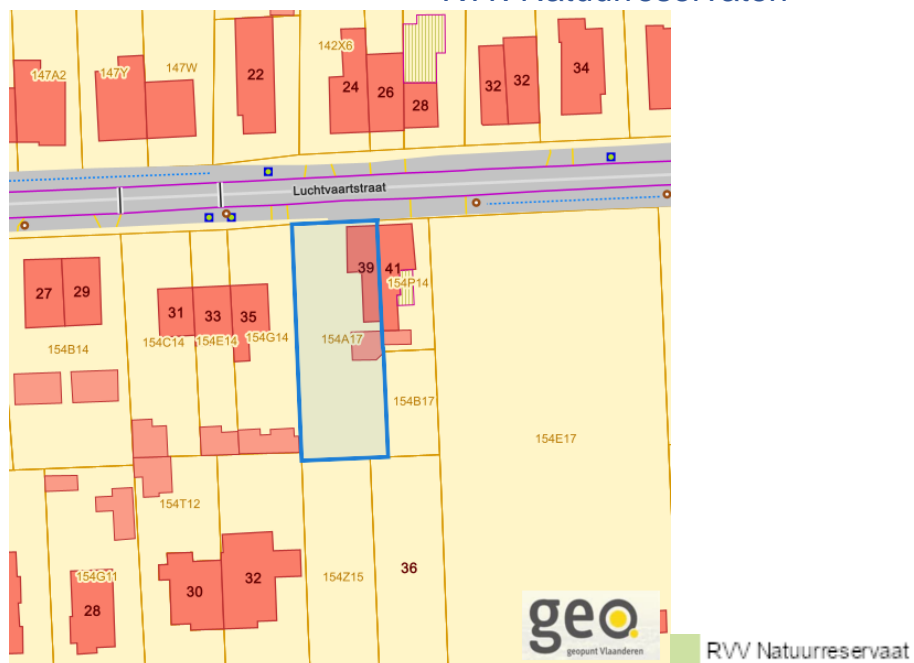 147A2
147Y
147W
22
142X6
24
26
28
32
32
34
Luchtvaartstraat
27
29
31
33
35
39
41
154P14
154B14
154C14
154E14
154G14
154A17
154B17
154E17
154T12
154G11
28
30
32
154Z15
36
geo
geopunt Vlaanderen
RVV Natuurreservaat